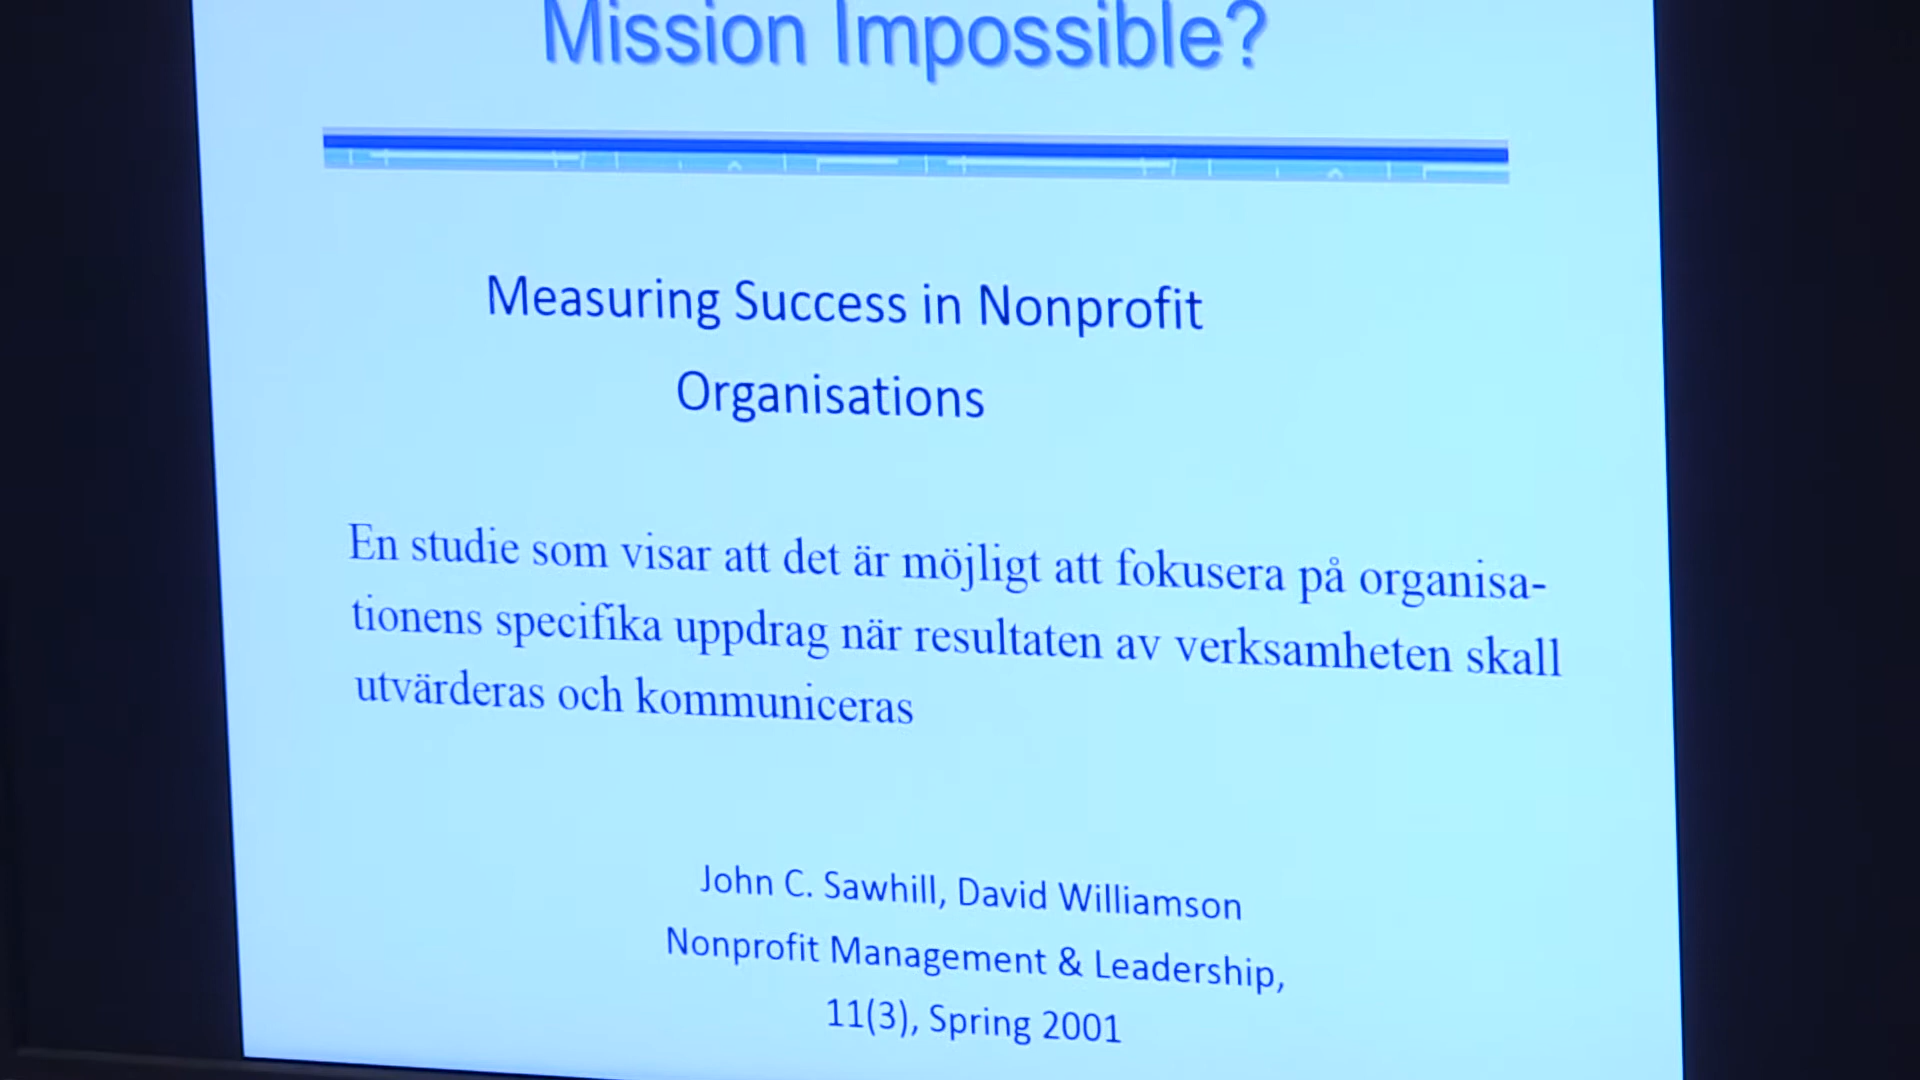 Mission Impossible?
Measuring Success in Nonprofit
Organisations
En studie som visar att det är möjligt att fokusera på organisa-
tionens specifika uppdrag när resultaten av verksamheten skall
utvärderas och kommuniceras
John C. Sawhill, David Williamson
Nonprofit Management & Leadership,
11(3), Spring 2001